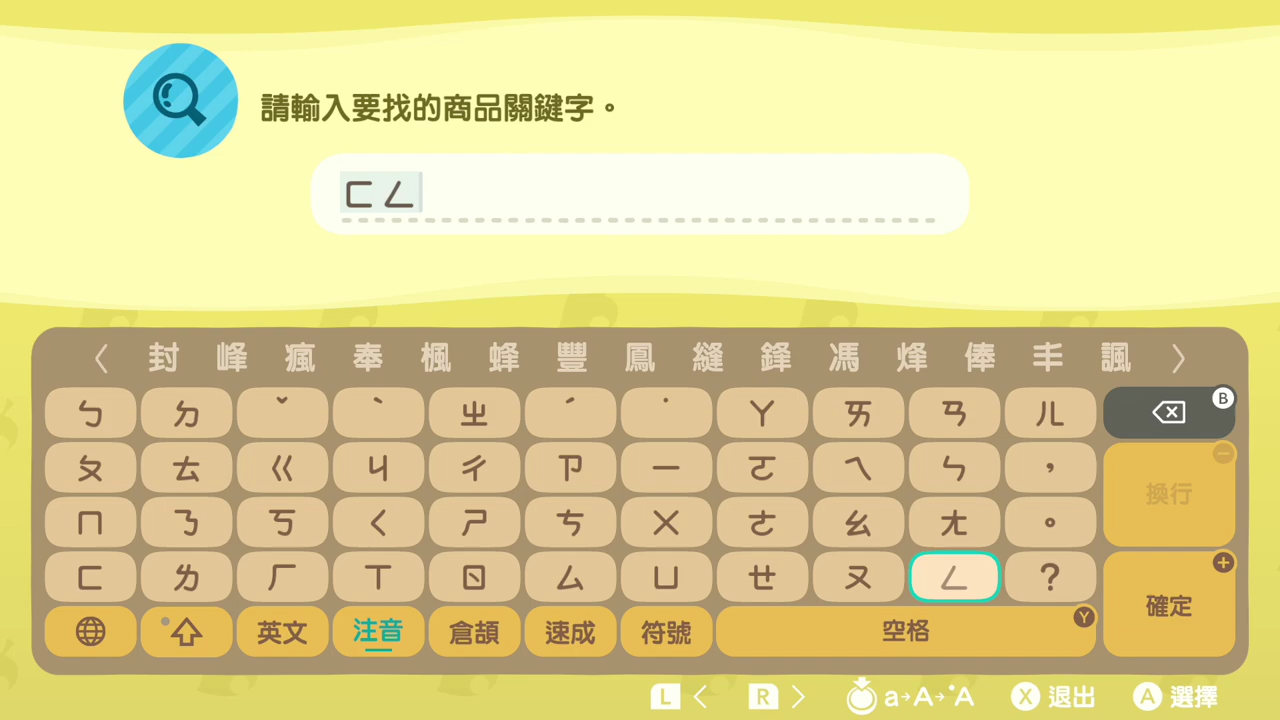 請輸入要找的商品關鍵字。
ㄈㄥ
〈 封 峰 瘋 奉 楓 蜂 豐 鳳 縫 鋒 馮 烽 俸 丰 諷 〉
ㄅ ㄉ ˇ ˋ ㄓ ˊ ˙ ㄚ ㄞ ㄢ ㄦ B
ㄆ ㄊ ㄍ ㄐ ㄔ ㄗ ㄧ ㄛ ㄟ ㄣ , 換行 −
ㄇ ㄋ ㄎ ㄑ ㄕ ㄘ ㄨ ㄜ ㄠ ㄤ 。
ㄈ ㄌ ㄏ ㄒ ㄖ ㄙ ㄩ ㄝ ㄡ ㄥ ? 確定 +
英文 注音 倉頡 速成 符號 空格 Y
L 〈 R 〉 a→A→•A X 退出 A 選擇